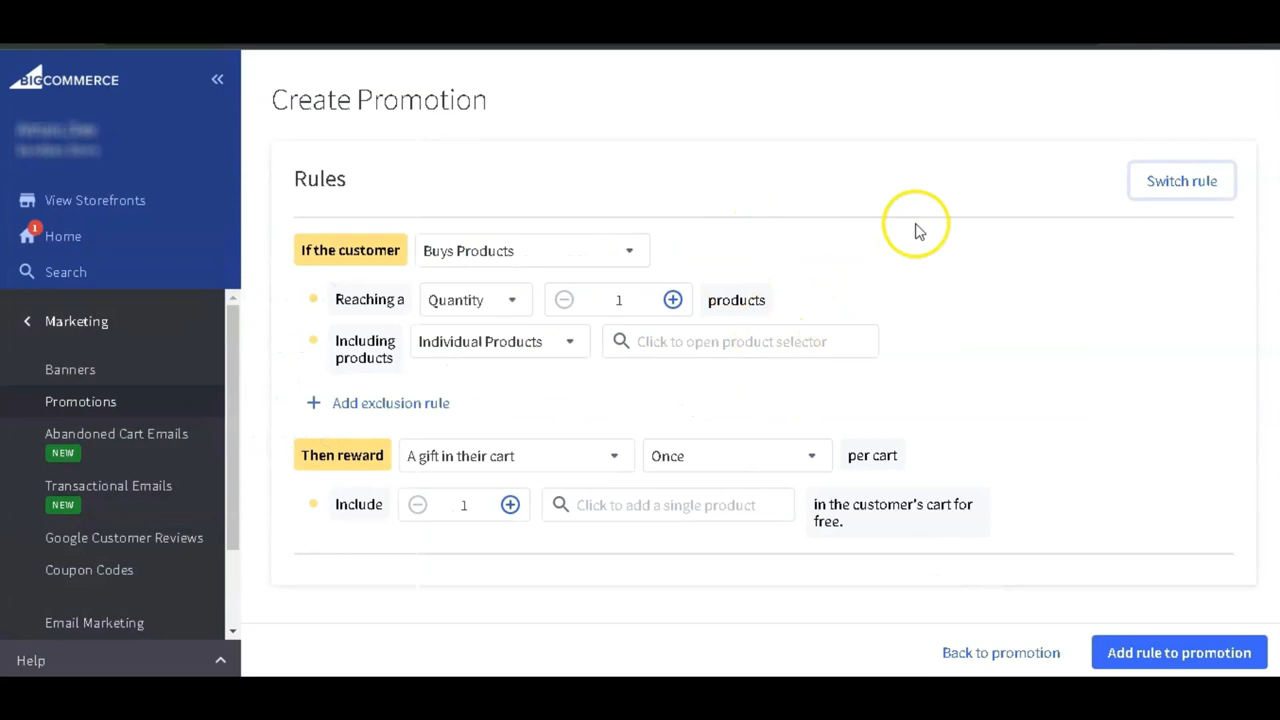 BIGCOMMERCE
Create Promotion
Rules
Switch rule
View Storefronts
1
Home
Search
If the customer
Buys Products
Reaching a
Quantity
1
products
Marketing
Including
products
Individual Products
Click to open product selector
Banners
Promotions
Add exclusion rule
Abandoned Cart Emails
NEW
Then reward
A gift in their cart
Once
per cart
Transactional Emails
NEW
Include
1
Click to add a single product
in the customer's cart for
free.
Google Customer Reviews
Coupon Codes
Email Marketing
Help
Back to promotion
Add rule to promotion